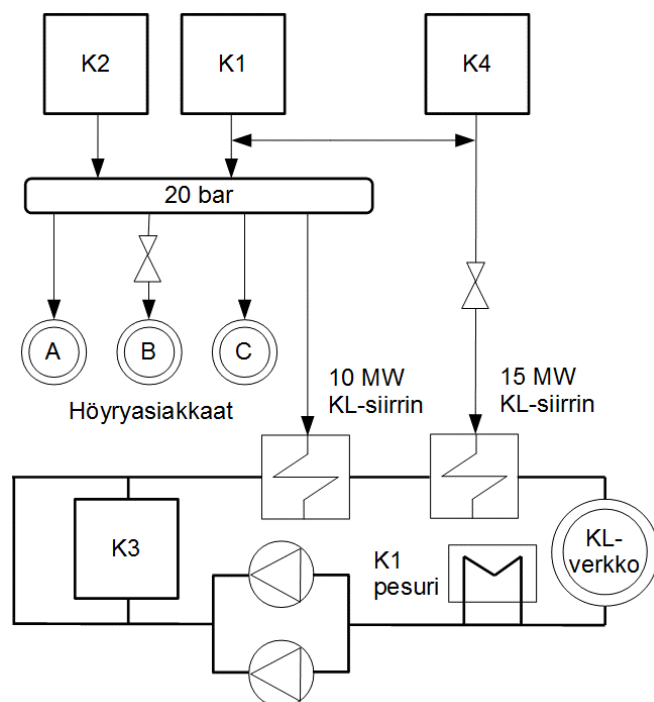 K2
K1
K4
20 bar
A
B
C
Höyryasiakkaat
10 MW
KL-siirrin
15 MW
KL-siirrin
K3
K1
pesuri
KL-
verkko